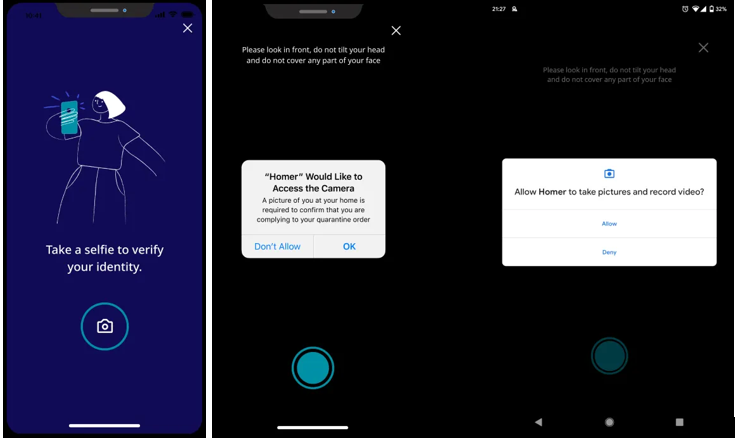 Take a selfie to verify
your identity.
Please look in front, do not tilt your head
and do not cover any part of your face
“Homer” Would Like to
Access the Camera
A picture of you at your home is
required to confirm that you are
complying to your quarantine order
Don’t Allow
OK
21:27
32%
Please look in front, do not tilt your head
and do not cover any part of your face
Allow Homer to take pictures and record video?
Allow
Deny